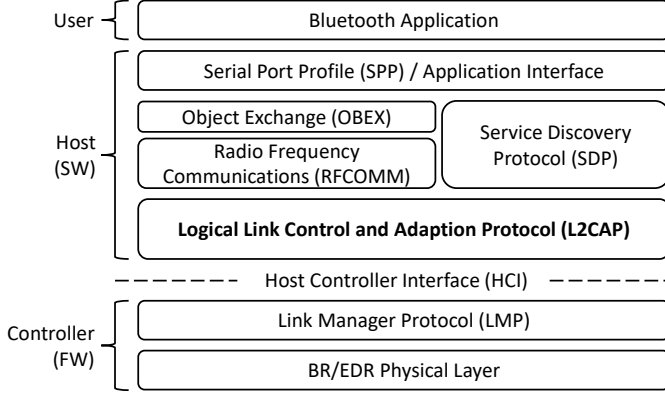 User
Bluetooth Application
Serial Port Profile (SPP) / Application Interface
Host
(SW)
Object Exchange (OBEX)
Radio Frequency
Communications (RFCOMM)
Service Discovery
Protocol (SDP)
Logical Link Control and Adaption Protocol (L2CAP)
Host Controller Interface (HCI)
Controller
(FW)
Link Manager Protocol (LMP)
BR/EDR Physical Layer